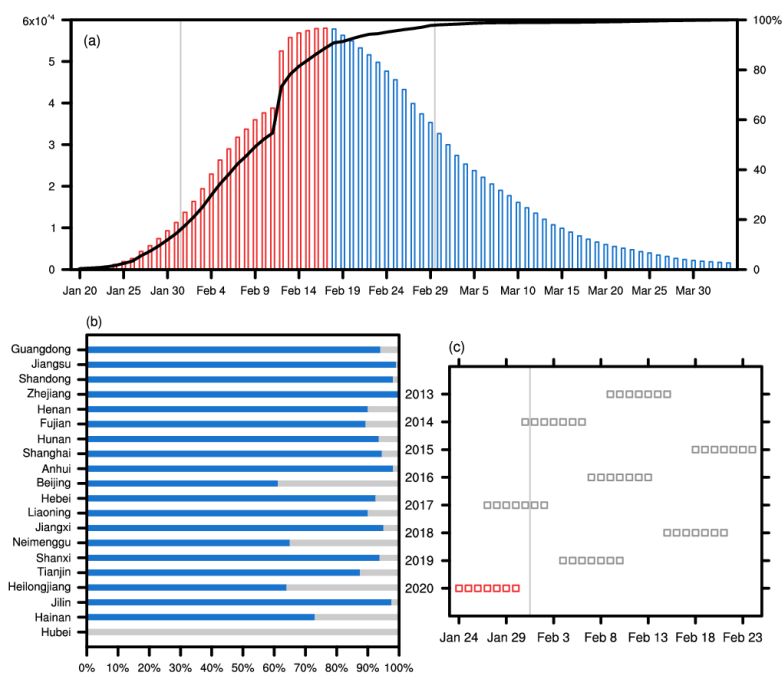 6x10^4
5
4
3
2
1
0
(a)
100%
80
60
40
20
0
Jan 20 Jan 25 Jan 30 Feb 4 Feb 9 Feb 14 Feb 19 Feb 24 Feb 29 Mar 5 Mar 10 Mar 15 Mar 20 Mar 25 Mar 30
(b)
Guangdong
Jiangsu
Shandong
Zhejiang
Henan
Fujian
Hunan
Shanghai
Anhui
Beijing
Hebei
Liaoning
Jiangxi
Neimenggu
Shanxi
Tianjin
Heilongjiang
Jilin
Hainan
Hubei
0% 10% 20% 30% 40% 50% 60% 70% 80% 90% 100%
(c)
2013
2014
2015
2016
2017
2018
2019
2020
Jan 24 Jan 29 Feb 3 Feb 8 Feb 13 Feb 18 Feb 23